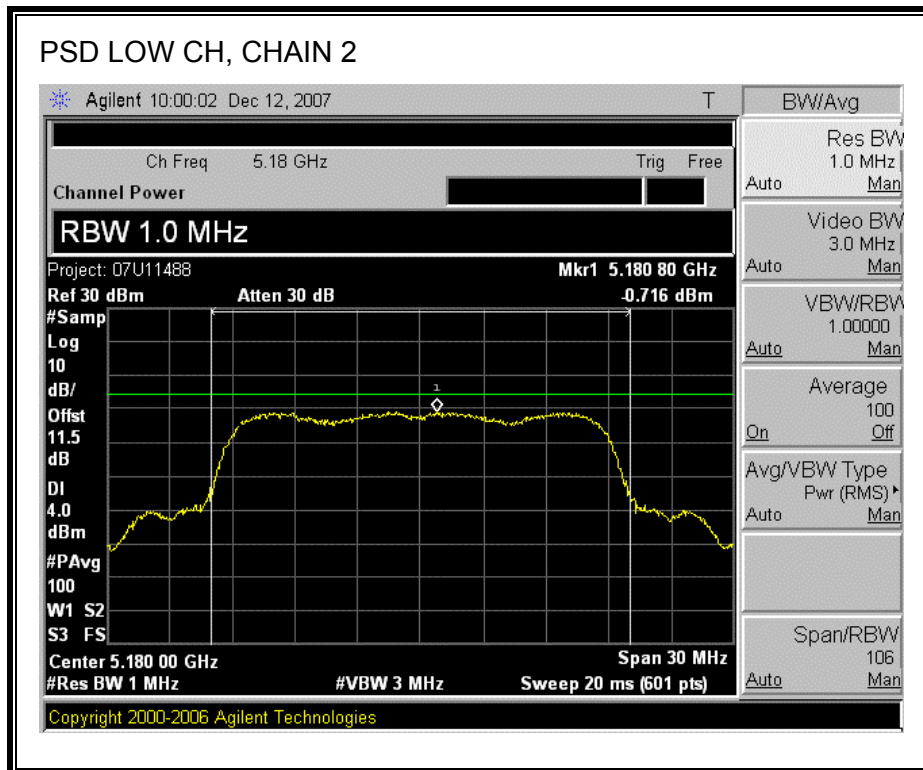 PSD LOW CH, CHAIN 2
Agilent 10:00:02 Dec 12, 2007 T
Ch Freq 5.18 GHz Trig Free
Channel Power
RBW 1.0 MHz
Project: 07U11488 Mkr1 5.180 80 GHz
Ref 30 dBm Atten 30 dB -0.716 dBm
#Samp
Log
10
dB/
Offst
11.5
dB
DI
4.0
dBm
#PAvg
100
W1 S2
S3 FS
1
Center 5.180 00 GHz Span 30 MHz
#Res BW 1 MHz #VBW 3 MHz Sweep 20 ms (601 pts)
Copyright 2000-2006 Agilent Technologies
BW/Avg
Res BW
1.0 MHz
Auto Man
Video BW
3.0 MHz
Auto Man
VBW/RBW
1.00000
Auto Man
Average
100
On Off
Avg/VBW Type
Pwr (RMS)
Auto Man
Span/RBW
106
Auto Man